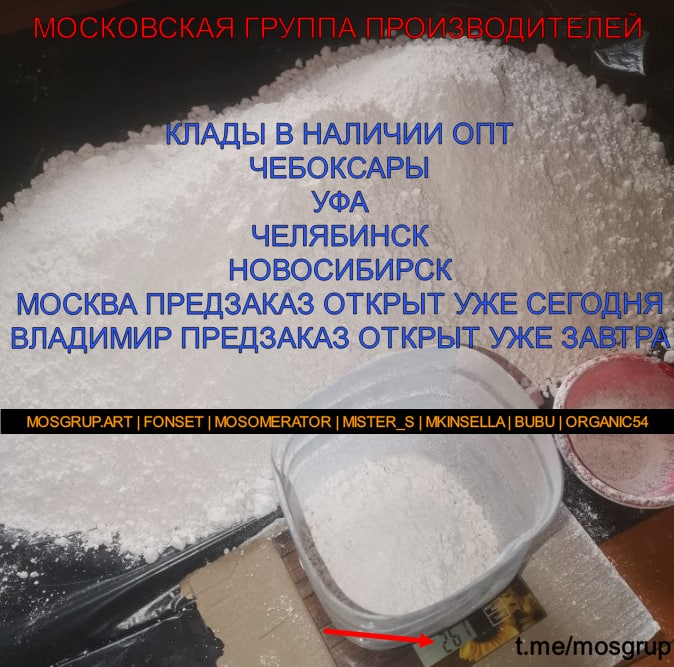 МОСКОВСКАЯ ГРУППА ПРОИЗВОДИТЕЛЕЙ
КЛАДЫ В НАЛИЧИИ ОПТ
ЧЕБОКСАРЫ
УФА
ЧЕЛЯБИНСК
НОВОСИБИРСК
МОСКВА ПРЕДЗАКАЗ ОТКРЫТ УЖЕ СЕГОДНЯ
ВЛАДИМИР ПРЕДЗАКАЗ ОТКРЫТ УЖЕ ЗАВТРА
MOSGRUP.ART | FONSET | MOSOMERATOR | MISTER_S | MKINSELLA | BUBU | ORGANIC54
261
t.me/mosgrup